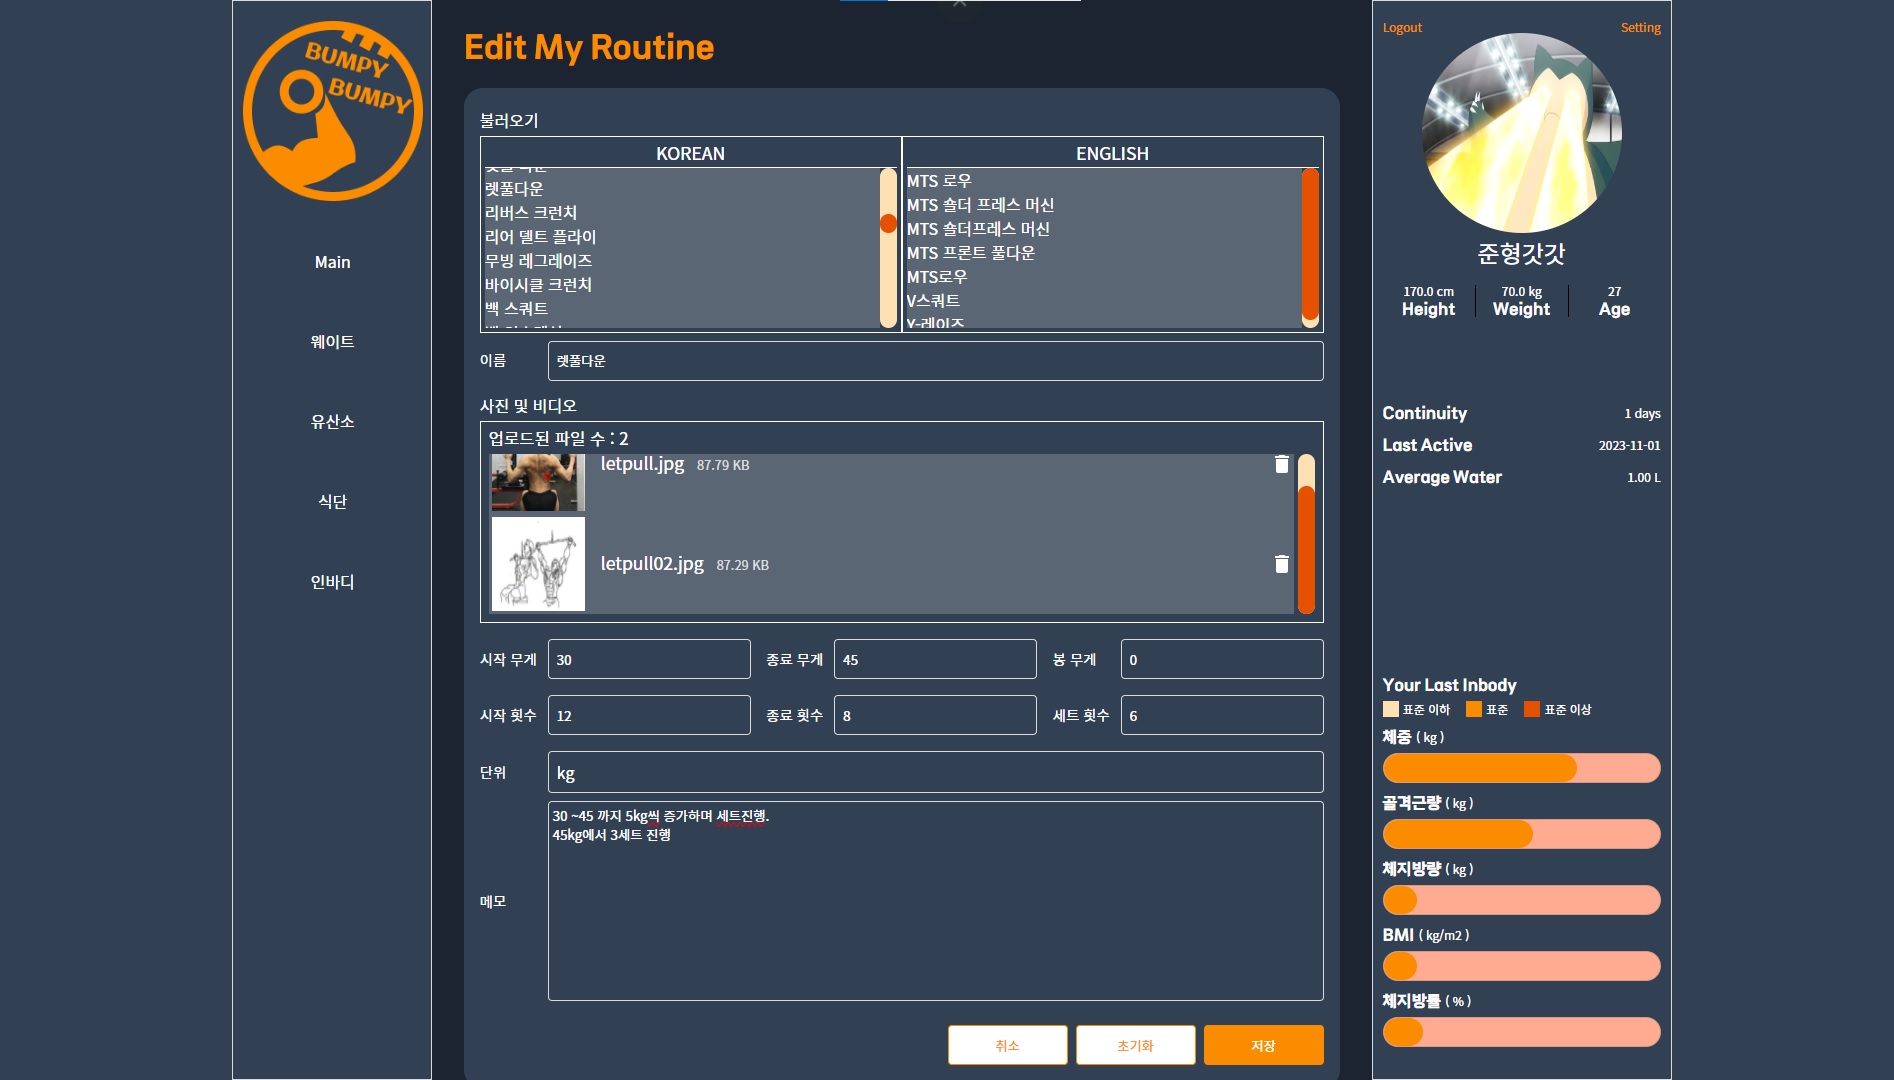 BUMPY
BUMPY
Main
웨이트
유산소
식단
인바디
Edit My Routine
불러오기
KOREAN
렛풀다운
리버스 크런치
리어 델트 플라이
무빙 레그레이즈
바이시클 크런치
백 스쿼트
ENGLISH
MTS 로우
MTS 숄더 프레스 머신
MTS 숄더프레스 머신
MTS 프론트 풀다운
MTS로우
V스쿼트
Y-레이즈
이름
렛풀다운
사진 및 비디오
업로드된 파일 수 : 2
letpull.jpg 87.79 KB
letpull02.jpg 87.29 KB
시작 무게 30 종료 무게 45 봉 무게 0
시작 횟수 12 종료 횟수 8 세트 횟수 6
단위 kg
메모
30 ~45 까지 5kg씩 증가하며 세트진행.
45kg에서 3세트 진행
취소 초기화 저장
Logout Setting
준형갓갓
170.0 cm 70.0 kg 27
Height Weight Age
Continuity 1 days
Last Active 2023-11-01
Average Water 1.00 L
Your Last Inbody
표준 이하 표준 표준 이상
체중 ( kg )
골격근량 ( kg )
체지방량 ( kg )
BMI ( kg/m2 )
체지방률 ( % )